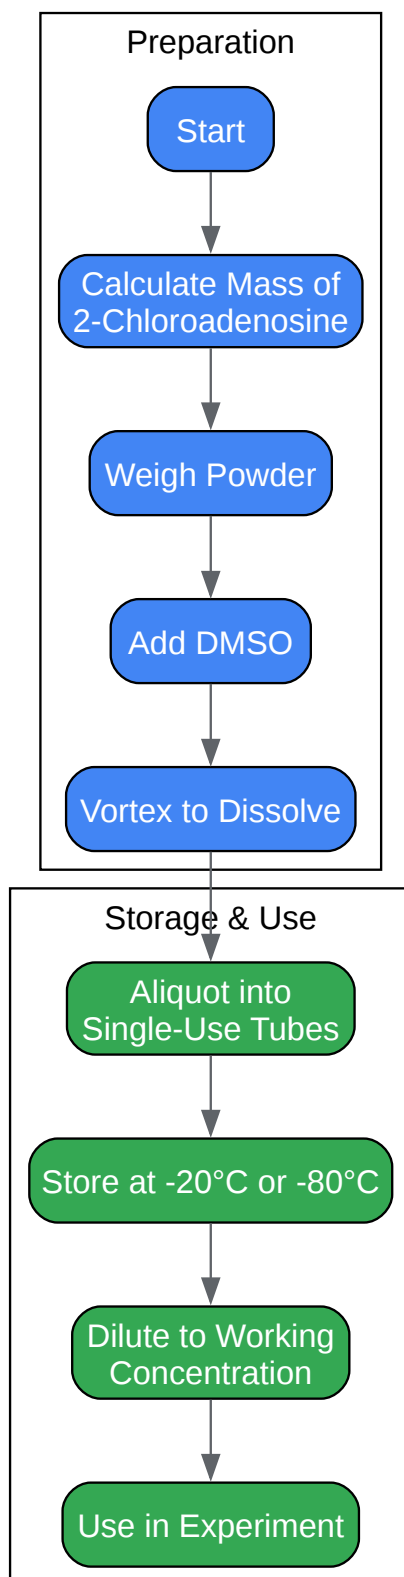 Preparation
Start
Calculate Mass of
2-Chloroadenosine
Weigh Powder
Add DMSO
Vortex to Dissolve
Storage & Use
Aliquot into
Single-Use Tubes
Store at -20°C or -80°C
Dilute to Working
Concentration
Use in Experiment